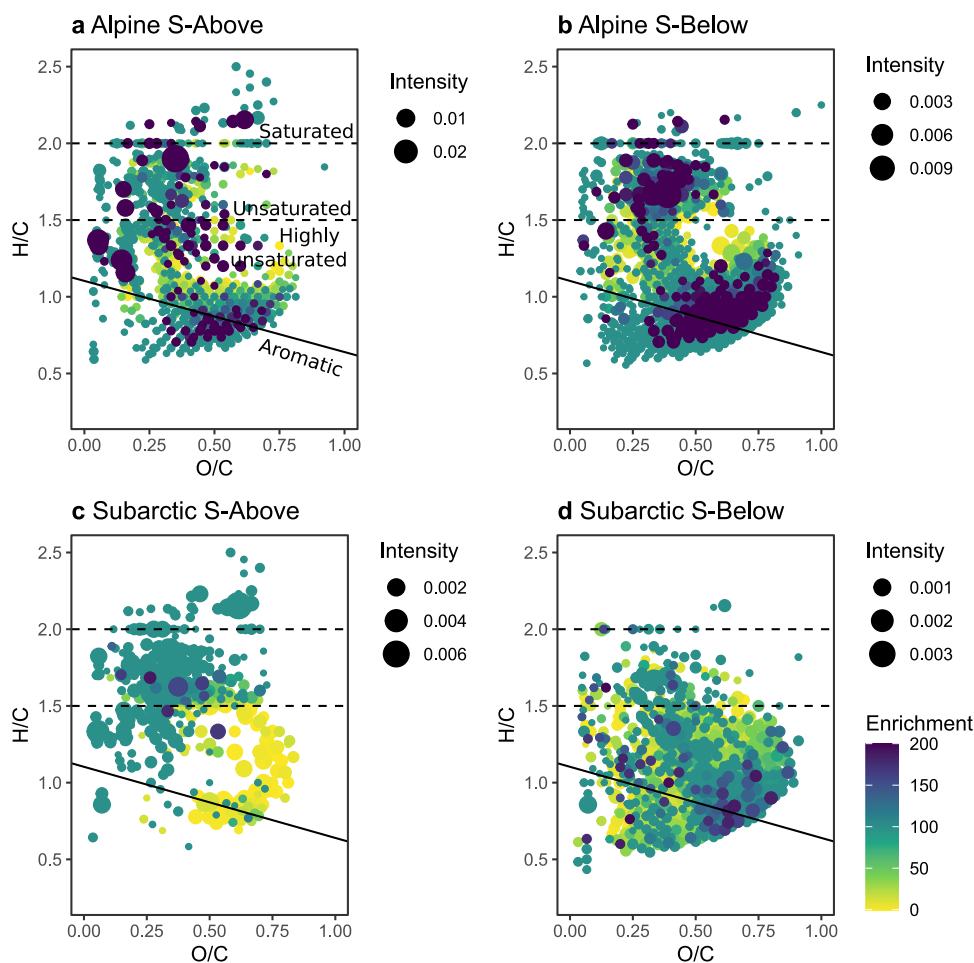 a Alpine S-Above
H/C
2.5
2.0
1.5
1.0
0.5
Saturated
Unsaturated
Highly
unsaturated
Aromatic
0.00 0.25 0.50 0.75 1.00
O/C
Intensity
0.01
0.02
b Alpine S-Below
H/C
2.5
2.0
1.5
1.0
0.5
0.00 0.25 0.50 0.75 1.00
O/C
Intensity
0.003
0.006
0.009
c Subarctic S-Above
H/C
2.5
2.0
1.5
1.0
0.5
0.00 0.25 0.50 0.75 1.00
O/C
Intensity
0.002
0.004
0.006
d Subarctic S-Below
H/C
2.5
2.0
1.5
1.0
0.5
0.00 0.25 0.50 0.75 1.00
O/C
Intensity
0.001
0.002
0.003
Enrichment
200
150
100
50
0